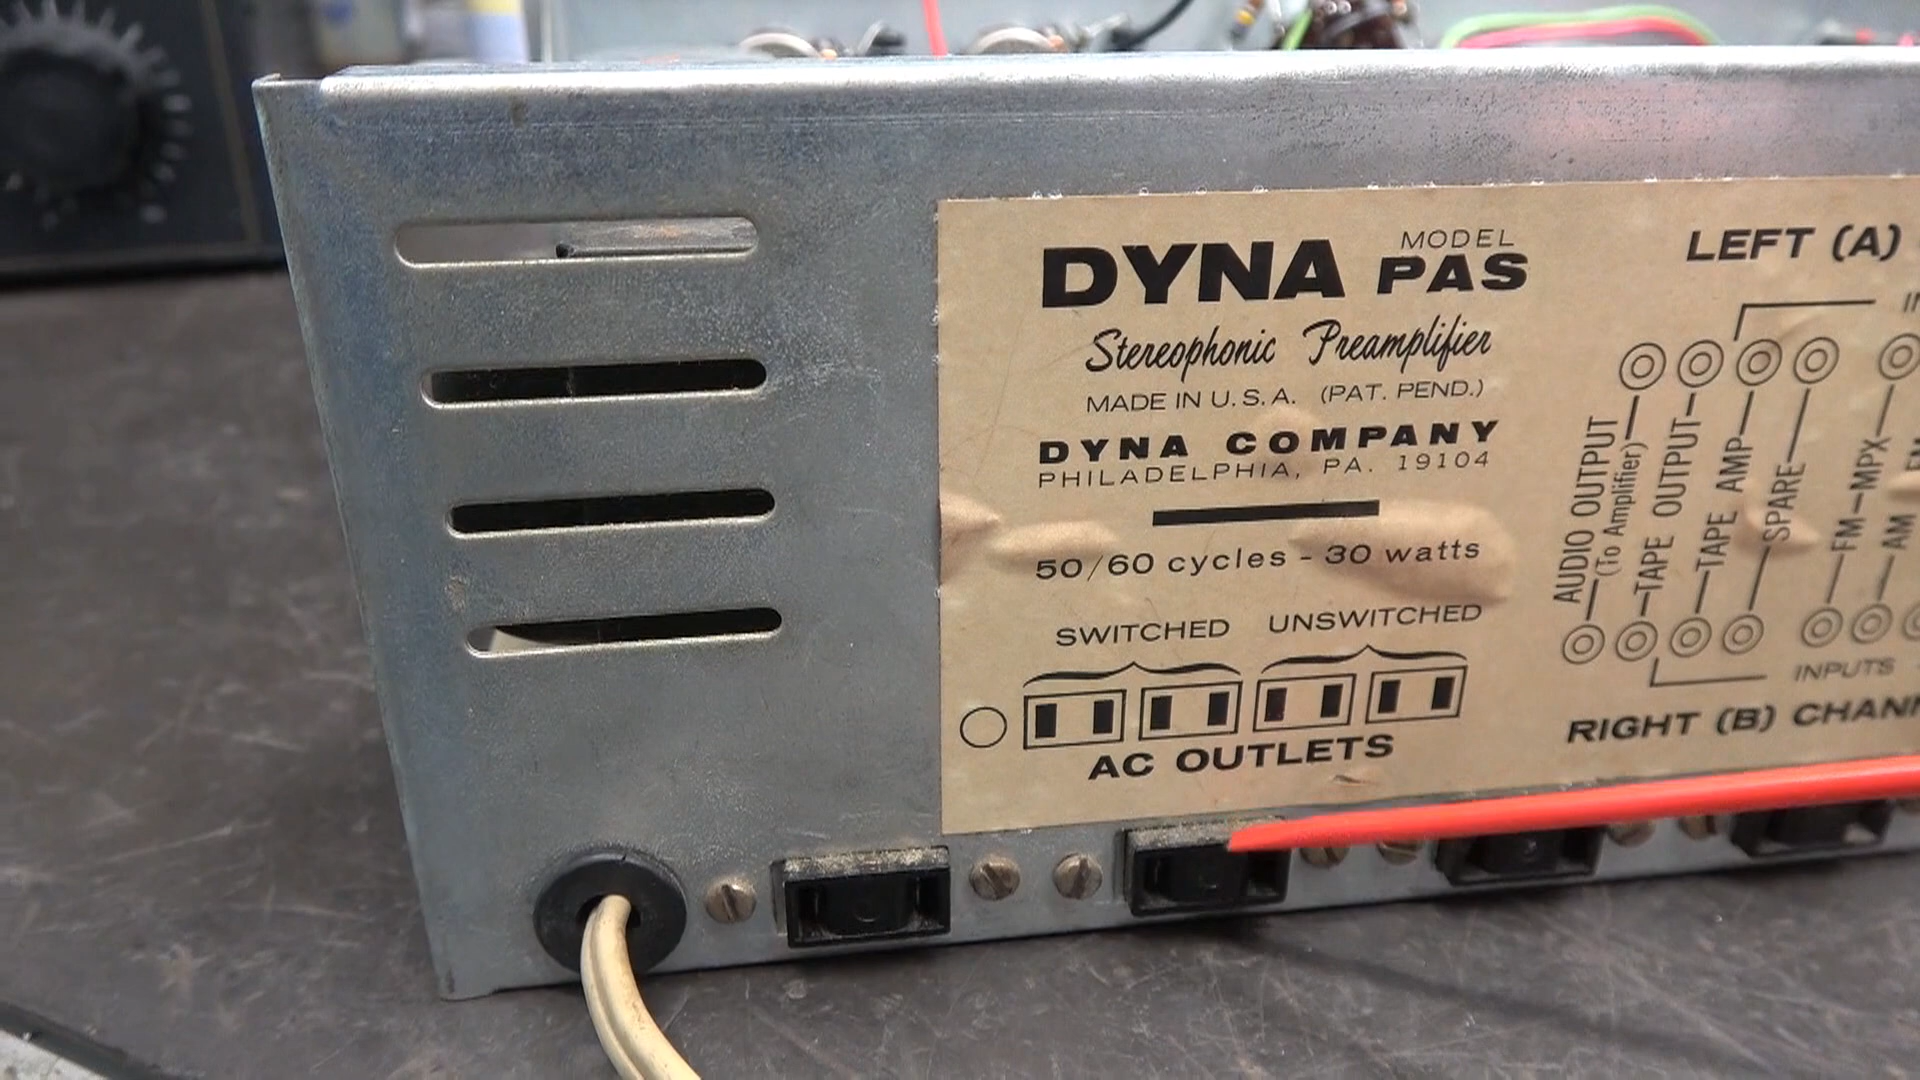 MODEL
DYNA PAS
Stereophonic Preamplifier
MADE IN U.S.A. (PAT. PEND.)
DYNA COMPANY
PHILADELPHIA, PA. 19104
50/60 cycles - 30 watts
SWITCHED UNSWITCHED
AC OUTLETS
LEFT (A)
AUDIO OUTPUT
(To Amplifier)
TAPE OUTPUT
TAPE AMP
SPARE
FM-MPX
AM
INPUTS
RIGHT (B)